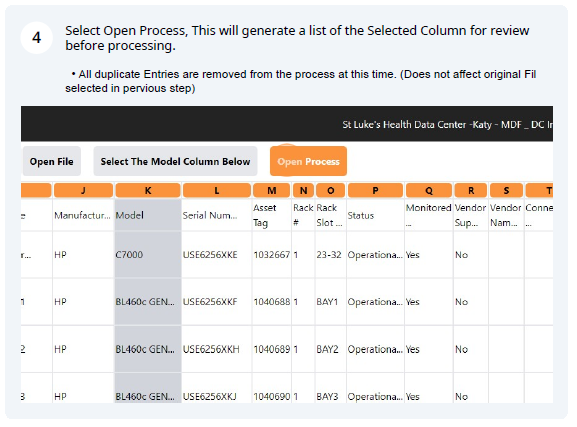 4
Select Open Process, This will generate a list of the Selected Column for review
before processing.
• All duplicate Entries are removed from the process at this time. (Does not affect original Fil
selected in pervious step)
St Luke's Health Data Center -Katy - MDF _ DC In
Open File Select The Model Column Below Open Process
J K L M N O P Q R S T
e Manufactur... Model Serial Num... Asset Tag Rack # Rack Slot ... Status Monitored ... Vendor Sup... Vendor Nam... Conne ...
r... HP C7000 USE6256XKE 1032667 1 23-32 Operationa... Yes No
1 HP BL460c GEN... USE6256XKF 1040688 1 BAY1 Operationa... Yes No
2 HP BL460c GEN... USE6256XKH 1040689 1 BAY2 Operationa... Yes No
3 HP BL460c GEN... USE6256XKJ 1040690 1 BAY3 Operationa... Yes No